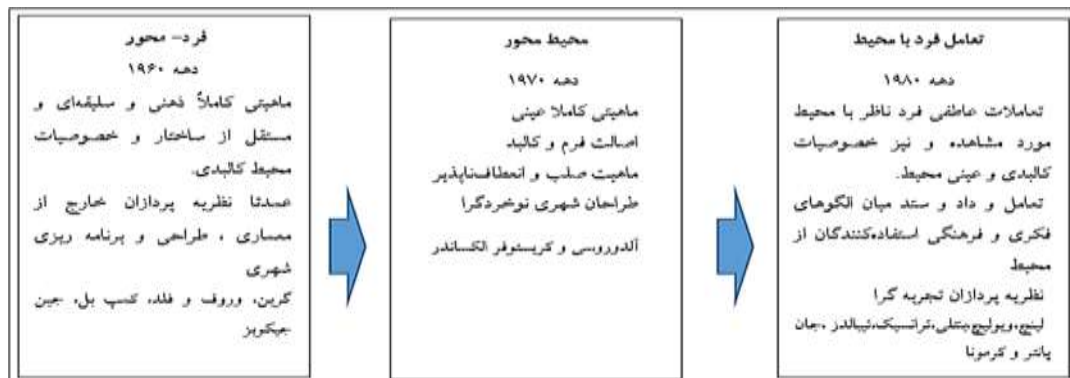 فرد- محور
دهه ۱۹۶۰
ماهیتی کاملاً ذهنی و سلیقه‌ای و
مستقل از ساختار و خصوصیات
محیط کالبدی.
عمدتا نظریه پردازان خارج از
معماری ، طراحی و برنامه ریزی
شهری
گرین، وروف و فلد، کسپ بل، جین
جیکوبز
محیط محور
دهه ۱۹۷۰
ماهیتی کاملا عینی
اصالت فرم و کالبد
ماهیت صلب و انعطاف‌ناپذیر
طراحان شهری نوخردگرا
آلدوروسی و کریستوفر الکساندر
تعامل فرد با محیط
دهه ۱۹۸۰
تعاملات عاطفی فرد ناظر با محیط
مورد مشاهده و نیز خصوصیات
کالبدی و عینی محیط.
تعامل و داد و ستد میان الگوهای
فکری و فرهنگی استفاده‌کنندگان از
محیط
نظریه پردازان تجربه گرا
لینچ،ویولیچ،بنتلی،ترانسیک،تیبالدز ،جان
پانتر و کرمونا